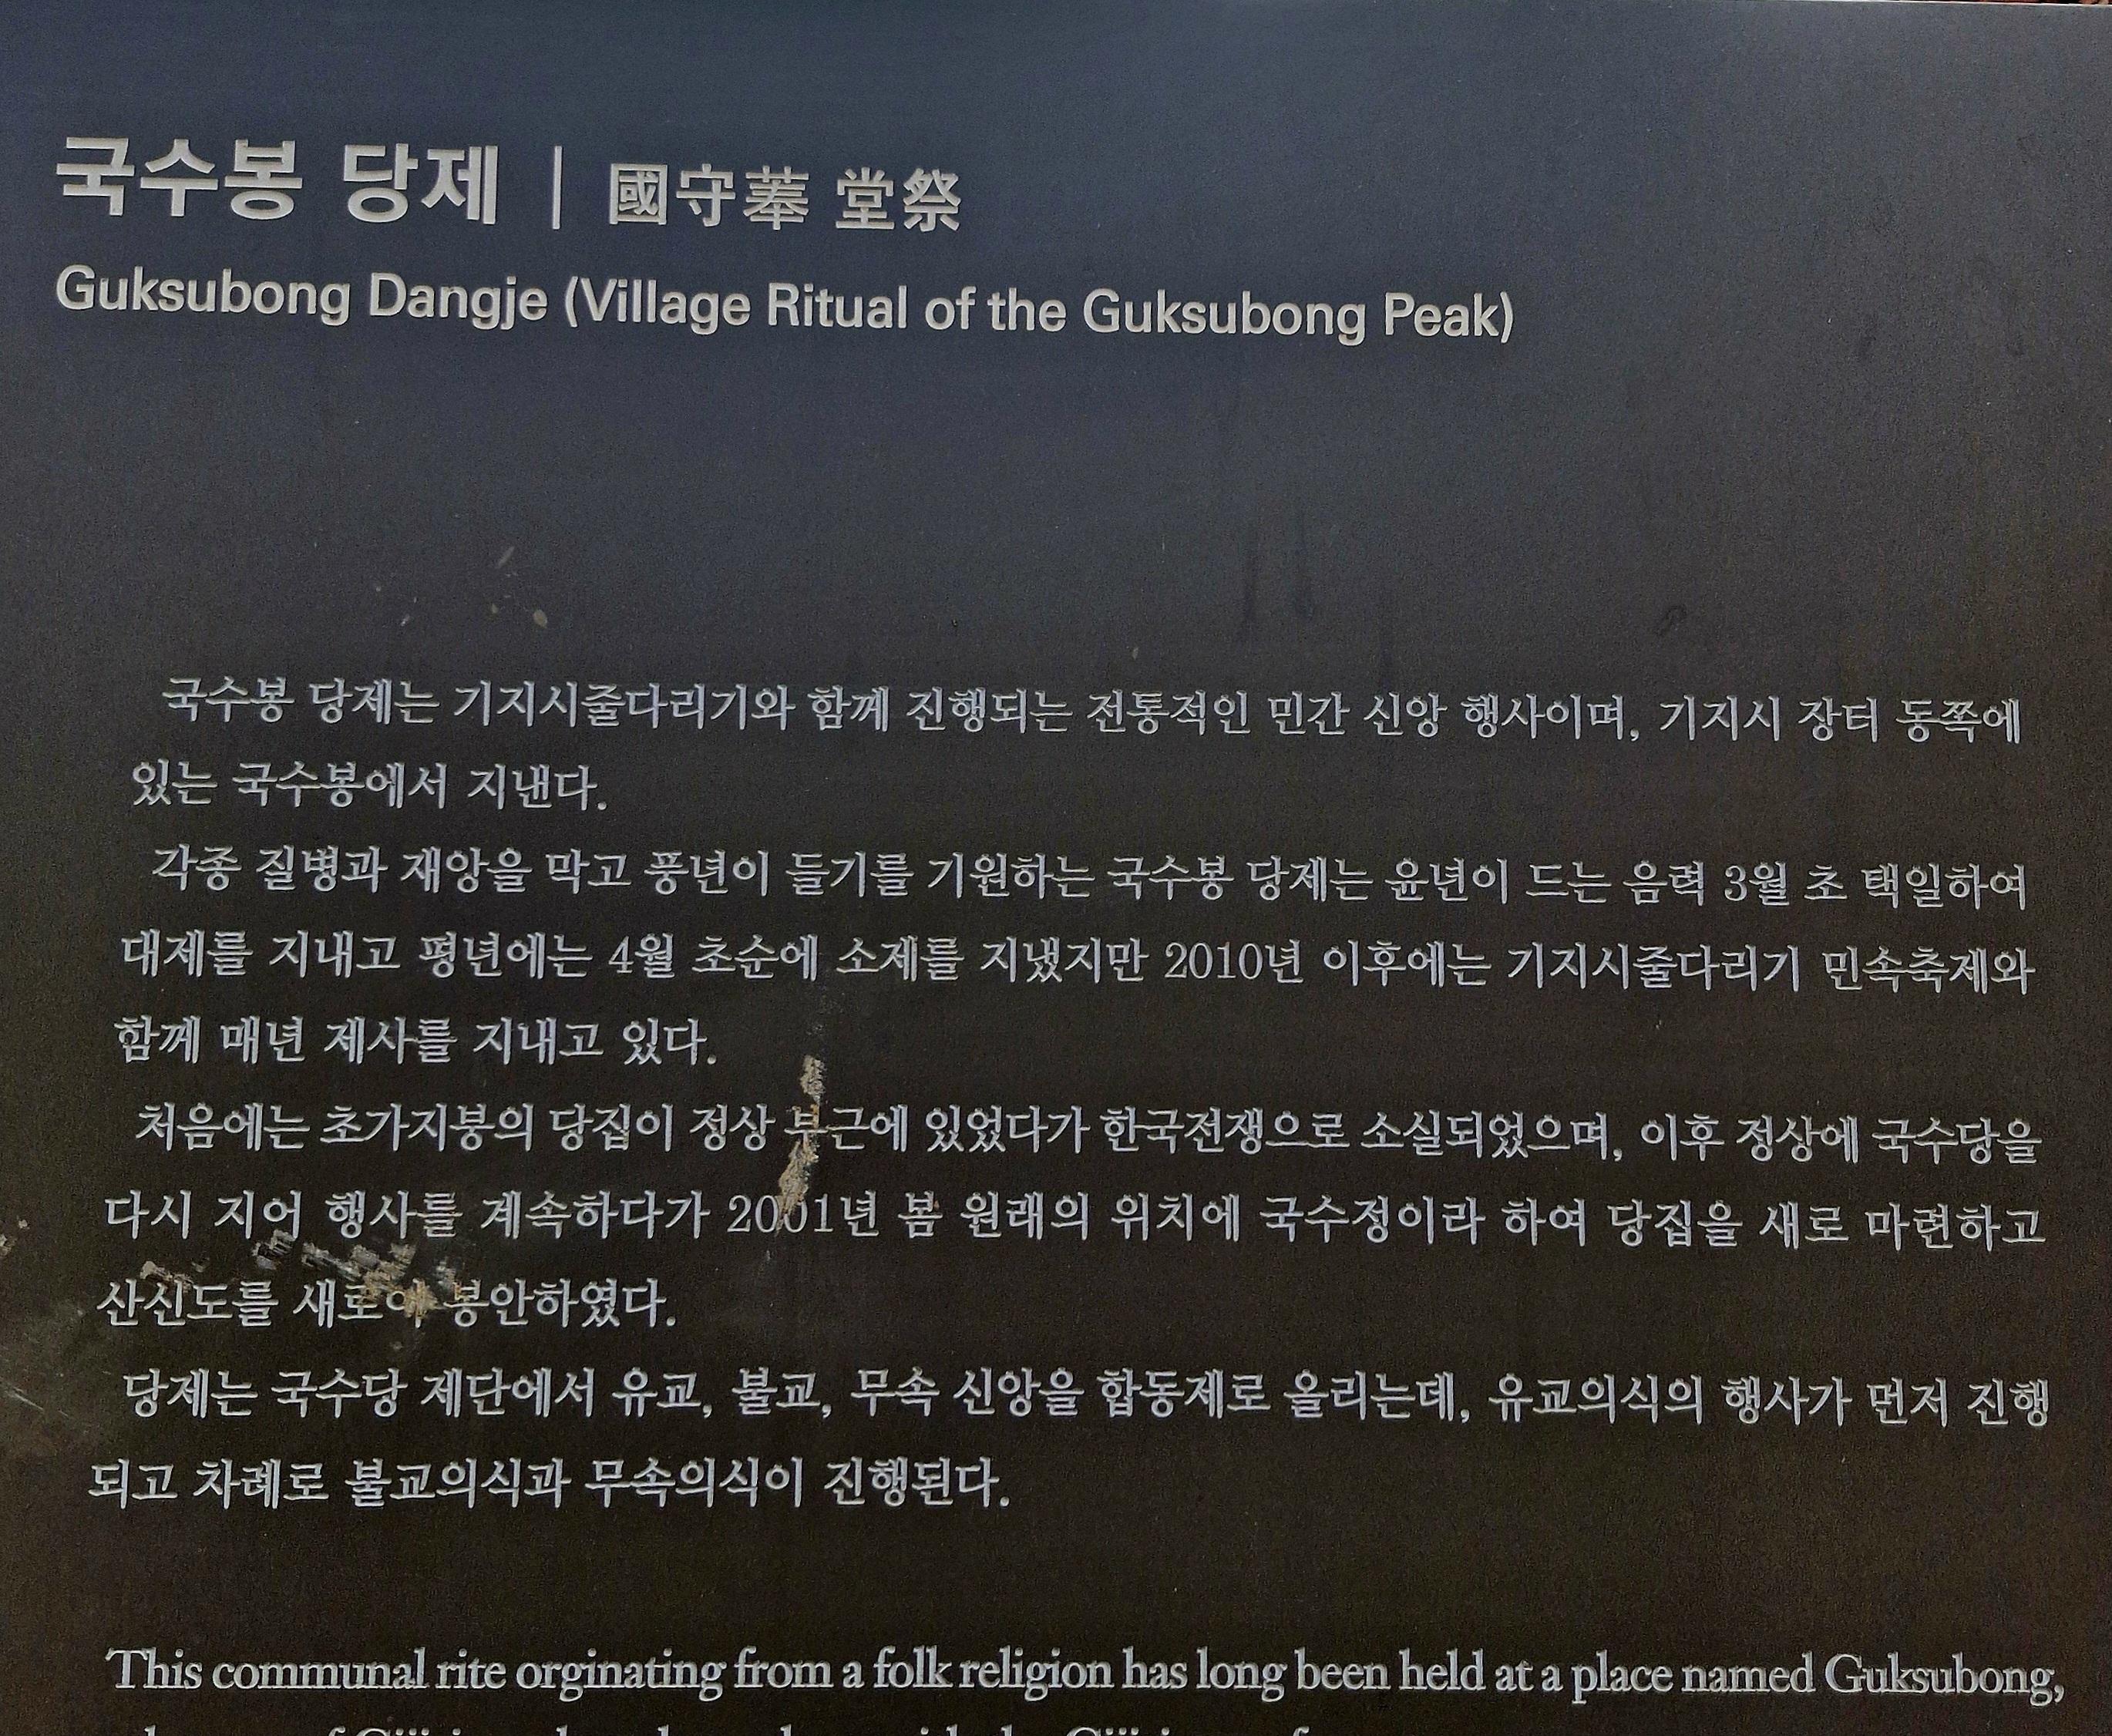 국수봉 당제 | 國守菶 堂祭
Guksubong Dangje (Village Ritual of the Guksubong Peak)
국수봉 당제는 기지시줄다리기와 함께 진행되는 전통적인 민간 신앙 행사이며, 기지시 장터 동쪽에
있는 국수봉에서 지낸다.
각종 질병과 재앙을 막고 풍년이 들기를 기원하는 국수봉 당제는 윤년이 드는 음력 3월 초 택일하여
대제를 지내고 평년에는 4월 초순에 소제를 지냈지만 2010년 이후에는 기지시줄다리기 민속축제와
함께 매년 제사를 지내고 있다.
처음에는 초가지붕의 당집이 정상 부근에 있었다가 한국전쟁으로 소실되었으며, 이후 정상에 국수당을
다시 지어 행사를 계속하다가 2001년 봄 원래의 위치에 국수정이라 하여 당집을 새로 마련하고
산신도를 새로이 봉안하였다.
당제는 국수당 제단에서 유교, 불교, 무속 신앙을 합동제로 올리는데, 유교의식의 행사가 먼저 진행
되고 차례로 불교의식과 무속의식이 진행된다.
This communal rite orginating from a folk religion has long been held at a place named Guksubong,